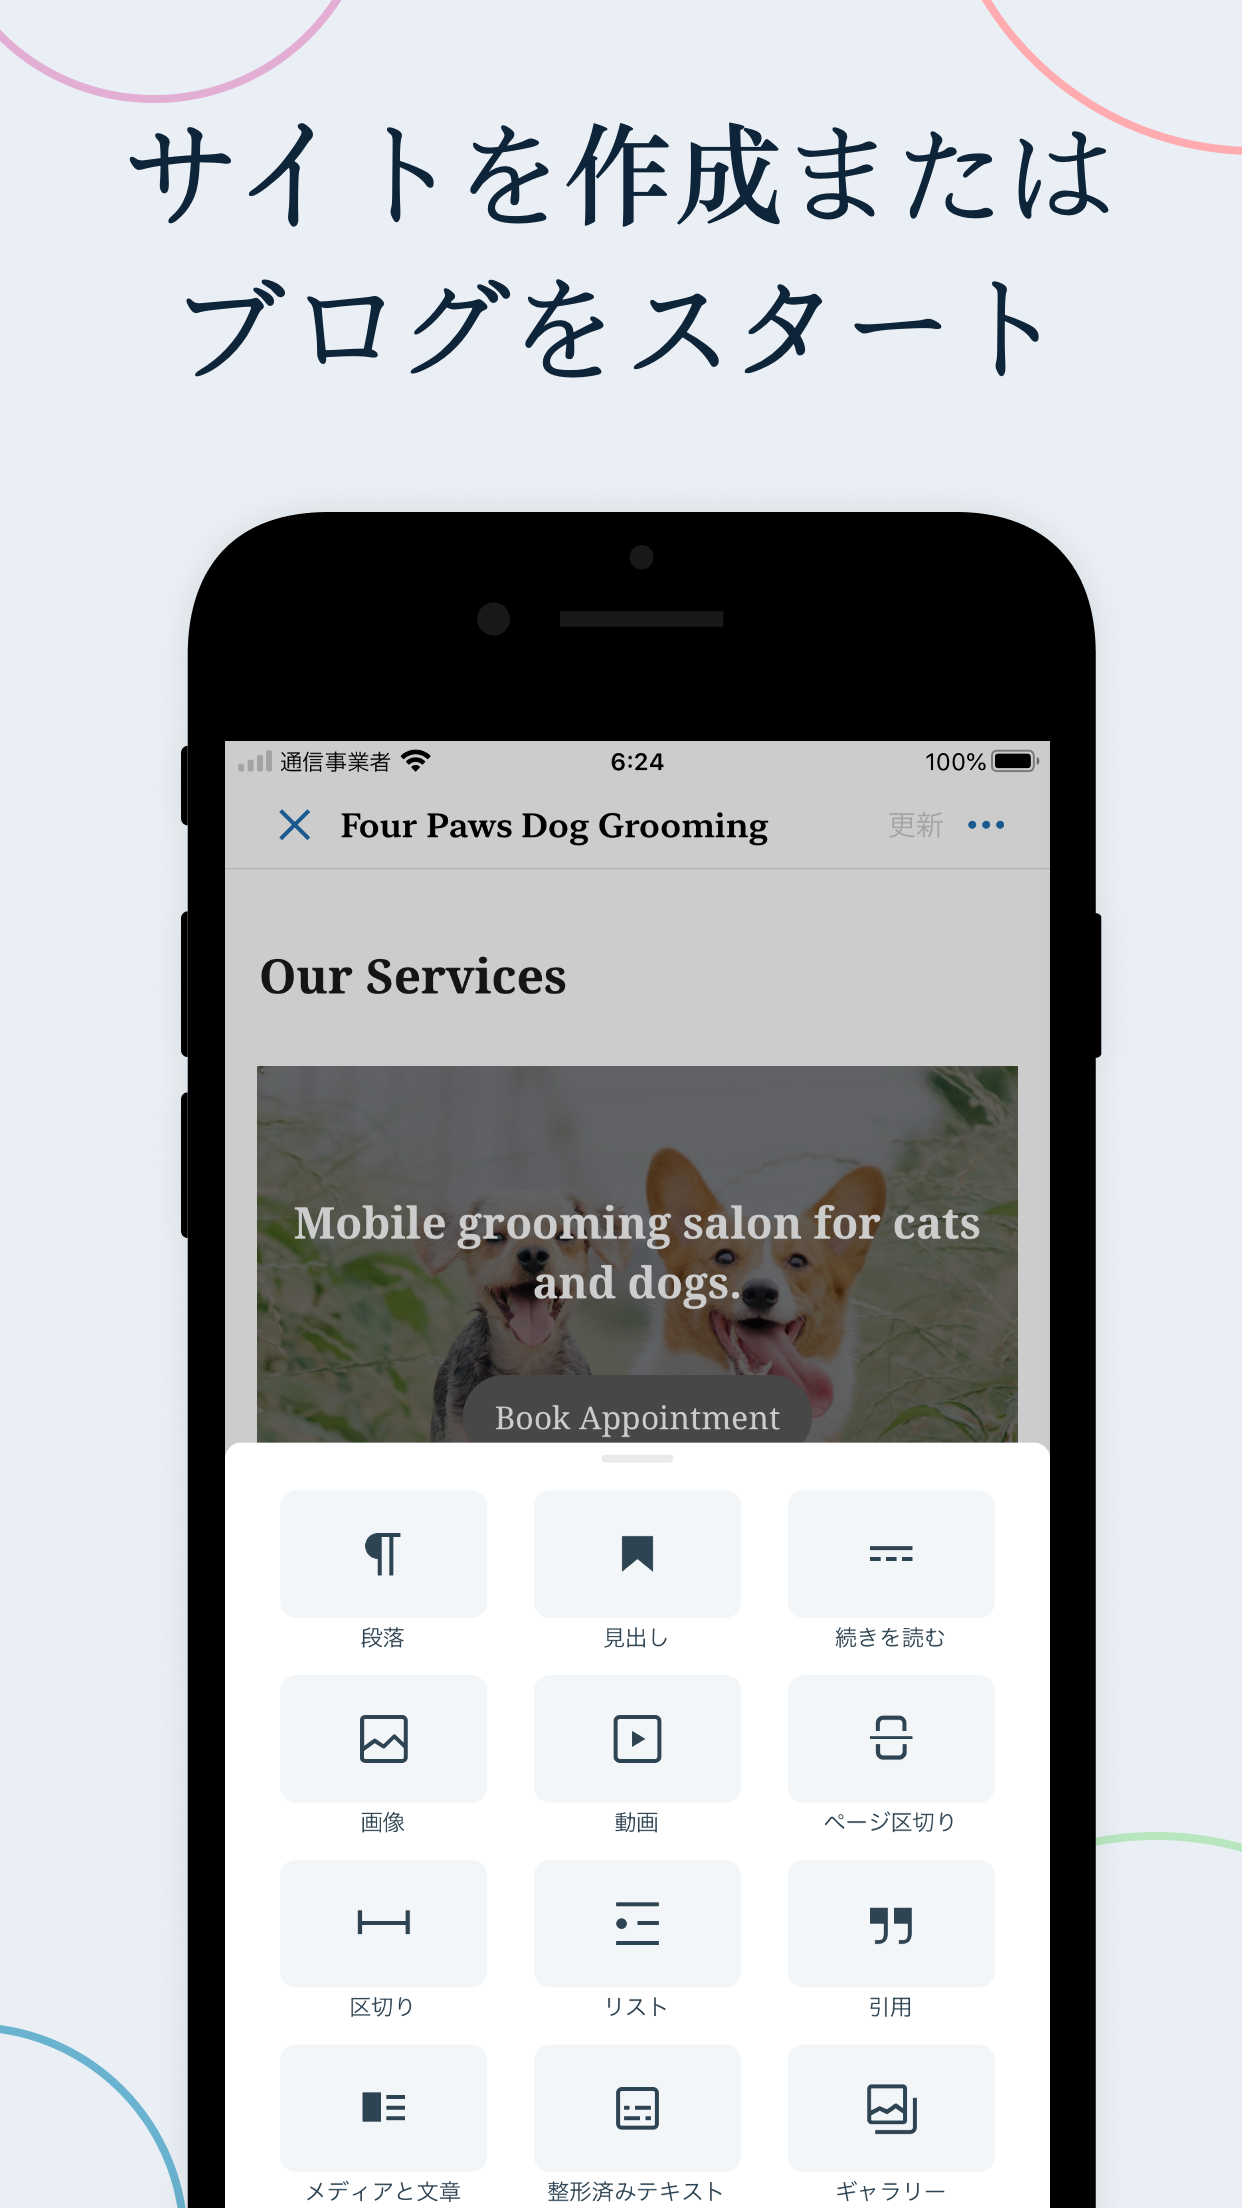 サイトを作成または
ブログをスタート
通信事業者 6:24 100%
Four Paws Dog Grooming 更新
Our Services
Mobile grooming salon for cats
and dogs.
Book Appointment
段落 見出し 続きを読む
画像 動画 ページ区切り
区切り リスト 引用
メディアと文章 整形済みテキスト ギャラリー